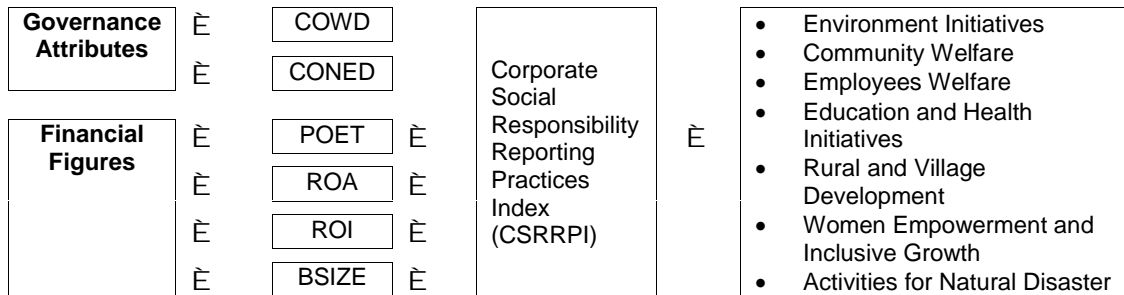 Governance
Attributes
È
COWD
È
CONED
Financial
Figures
È
POET
È
È
ROA
È
È
ROI
È
È
BSIZE
È
Corporate
Social
Responsibility
Reporting
Practices
Index
(CSRRPI)
È
• Environment Initiatives
• Community Welfare
• Employees Welfare
• Education and Health
Initiatives
• Rural and Village
Development
• Women Empowerment and
Inclusive Growth
• Activities for Natural Disaster